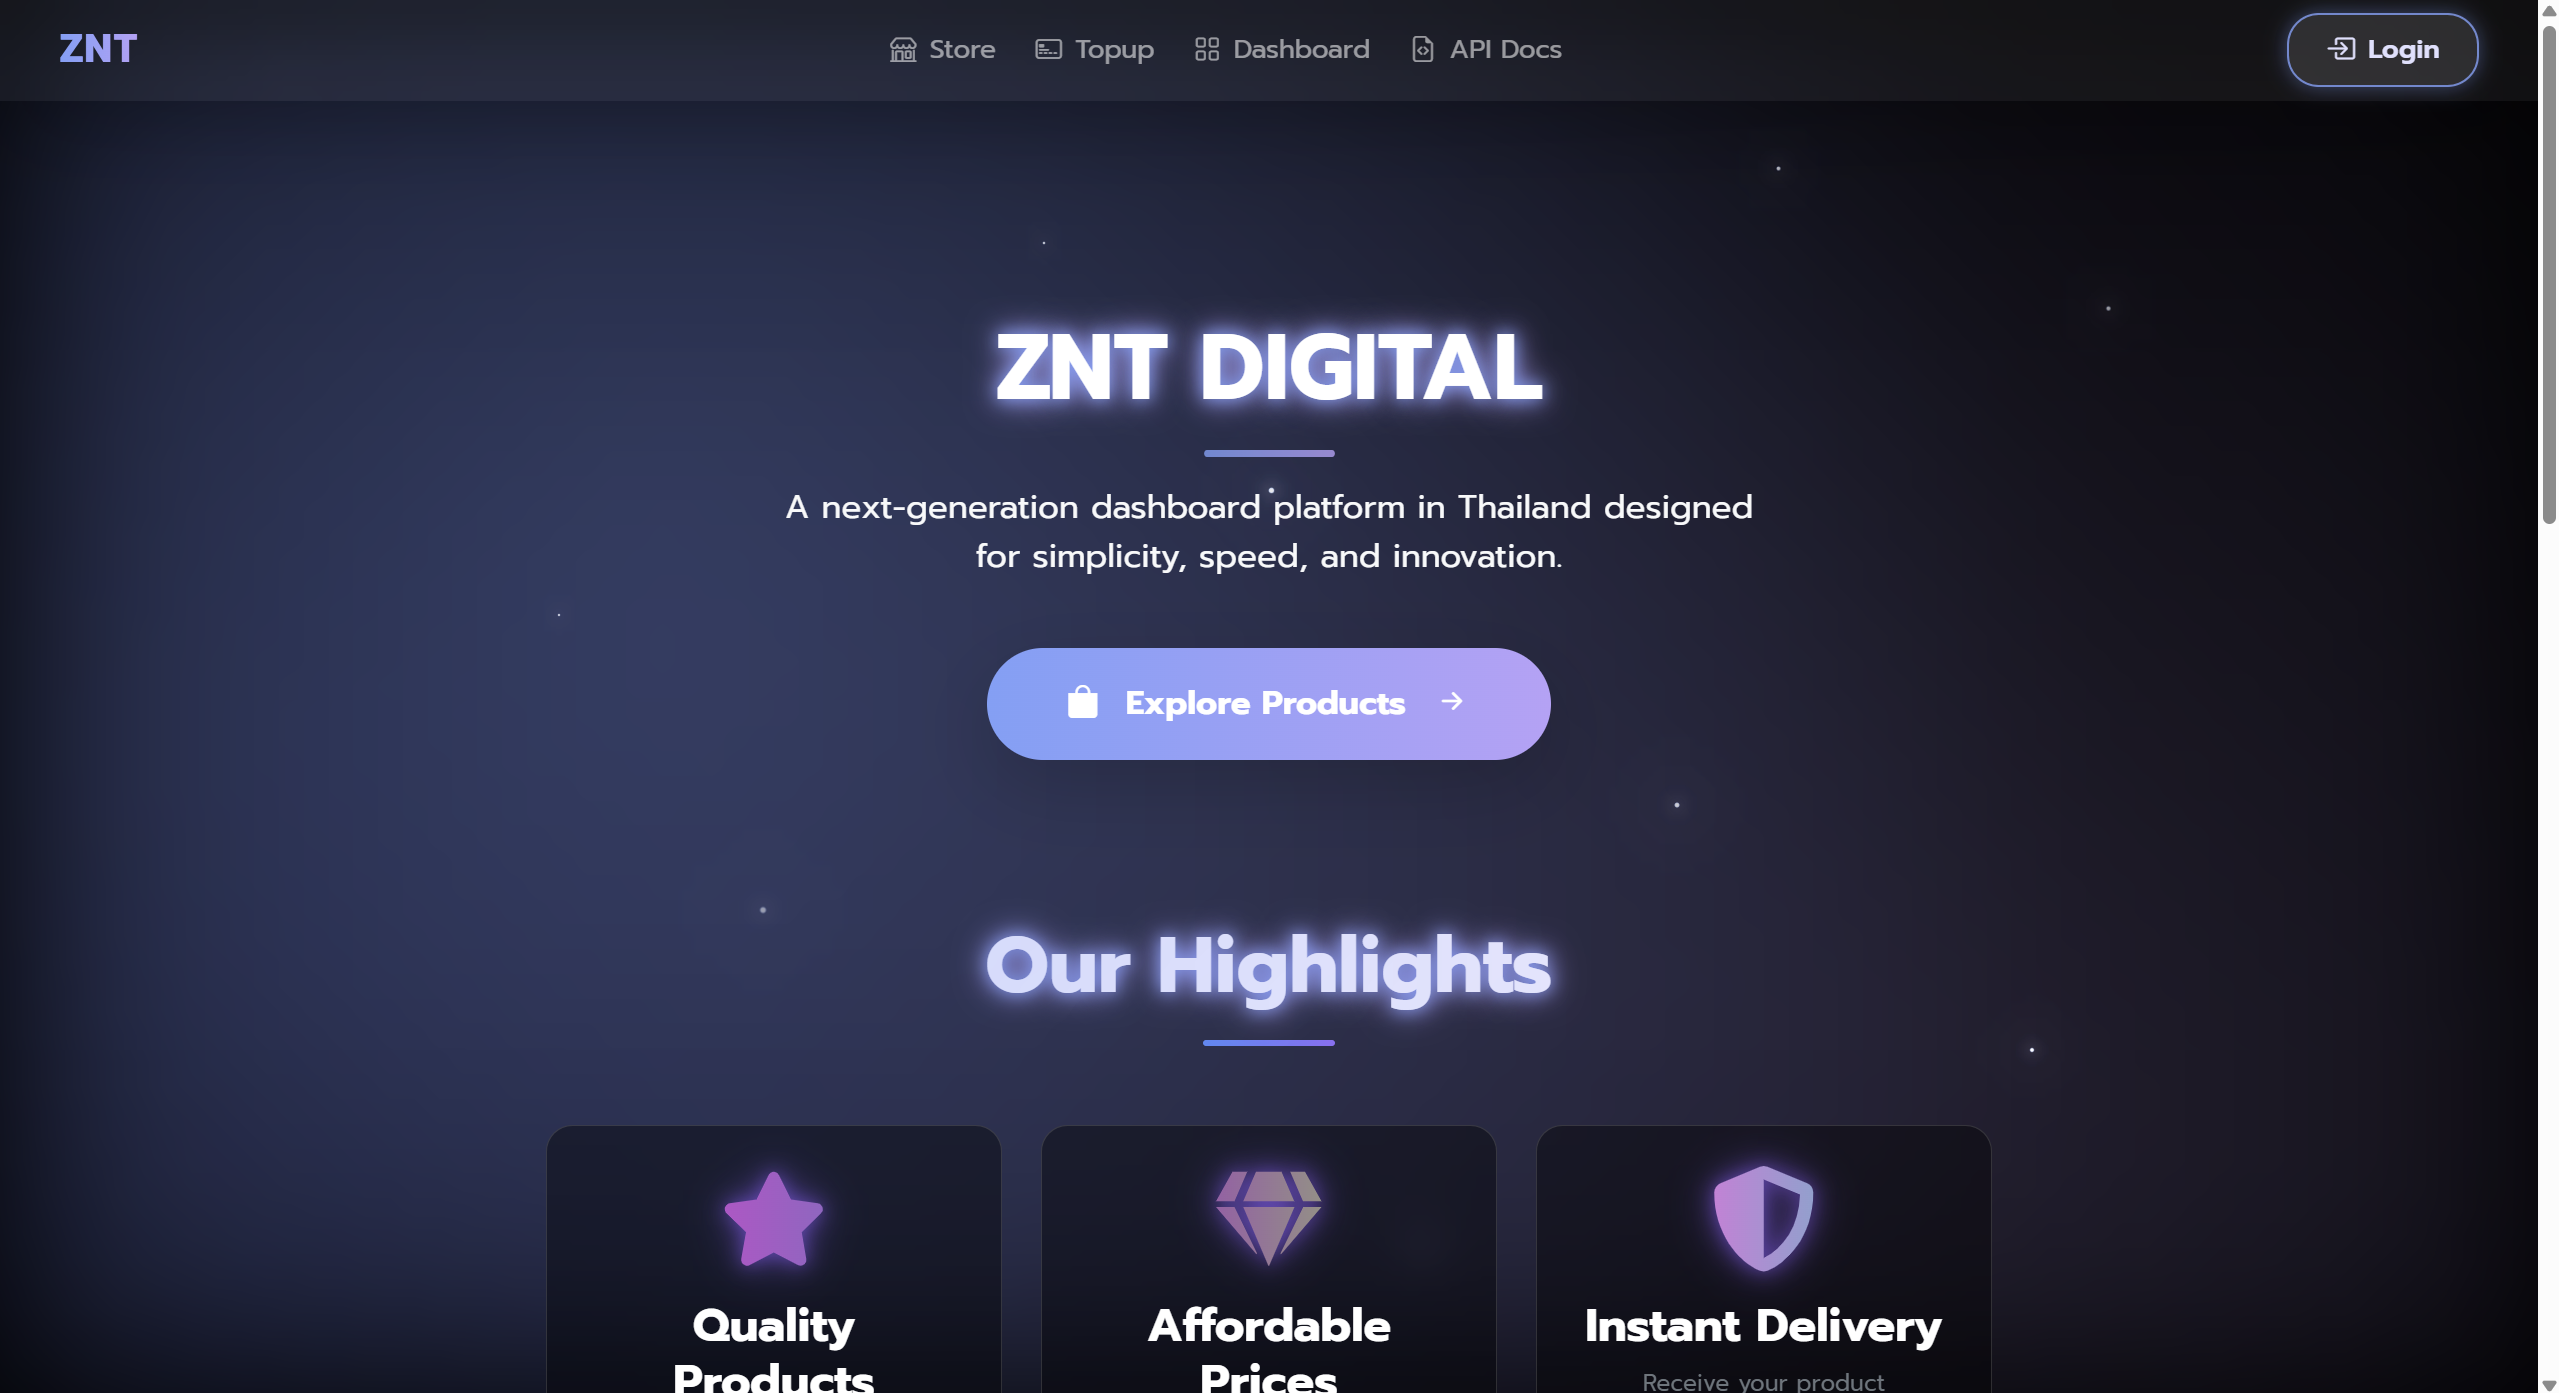 ZNT
Store
Topup
Dashboard
API Docs
Login
ZNT DIGITAL
A next-generation dashboard platform in Thailand designed
for simplicity, speed, and innovation.
Explore Products
Our Highlights
Quality
Products
Affordable
Prices
Instant Delivery
Receive your product